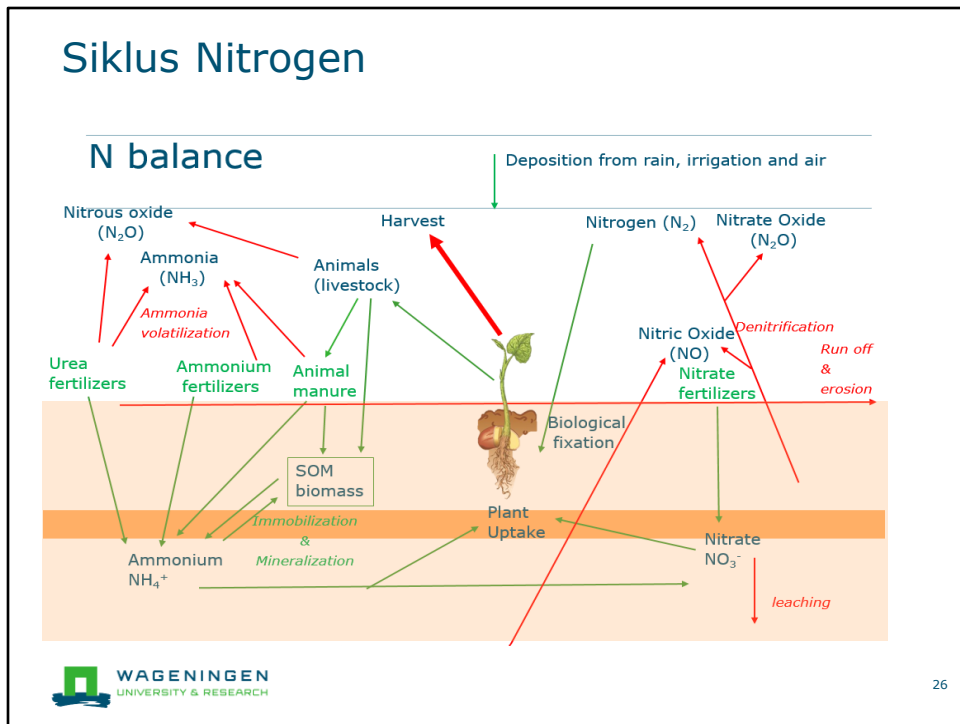 Siklus Nitrogen
N balance
Deposition from rain, irrigation and air
Nitrous oxide
(N₂O)
Harvest
Nitrogen (N₂)
Nitrate Oxide
(N₂O)
Ammonia
(NH₃)
Animals
(livestock)
Ammonia
volatilization
Nitric Oxide
(NO)
Denitrification
Run off
&
erosion
Urea
fertilizers
Ammonium
fertilizers
Animal
manure
Nitrate
fertilizers
Biological
fixation
SOM
biomass
Plant
Uptake
Immobilization
&
Mineralization
Ammonium
NH₄⁺
Nitrate
NO₃⁻
leaching
WAGENINGEN
UNIVERSITY & RESEARCH
26